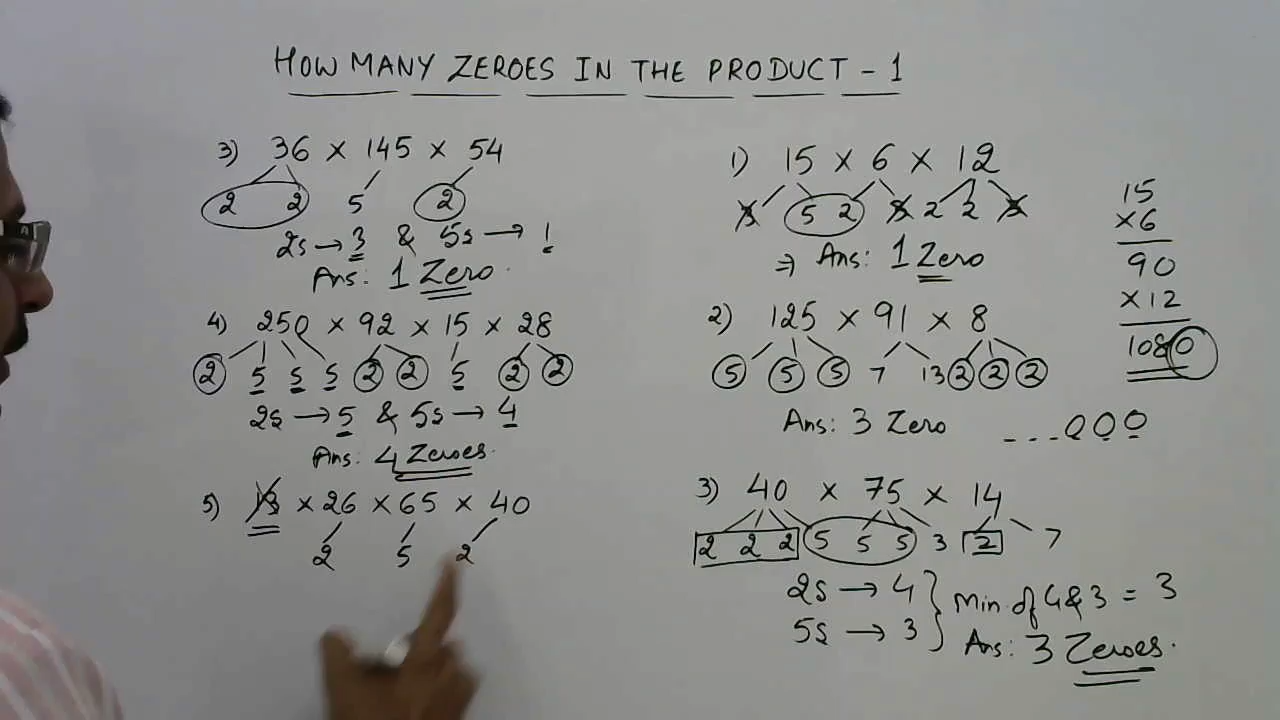 HOW MANY ZEROES IN THE PRODUCT - 1
3) 36 × 145 × 54
2 2 5 2
2s → 3 & 5s → 1
Ans: 1 Zero.
4) 250 × 92 × 15 × 28
2 5 5 5 2 2 5 2 2
2s → 5 & 5s → 4
Ans: 4 Zeroes.
5) 13 × 26 × 65 × 40
2 5 2
1) 15 × 6 × 12
3 5 2 3 2 2 3
⇒ Ans: 1 Zero
2) 125 × 91 × 8
5 5 5 7 13 2 2 2
Ans: 3 Zero ---000
3) 40 × 75 × 14
2 2 2 5 5 5 3 2 7
2s → 4
5s → 3
} Min of 4 & 3 = 3
Ans: 3 Zeroes.
15
×6
90
×12
1080